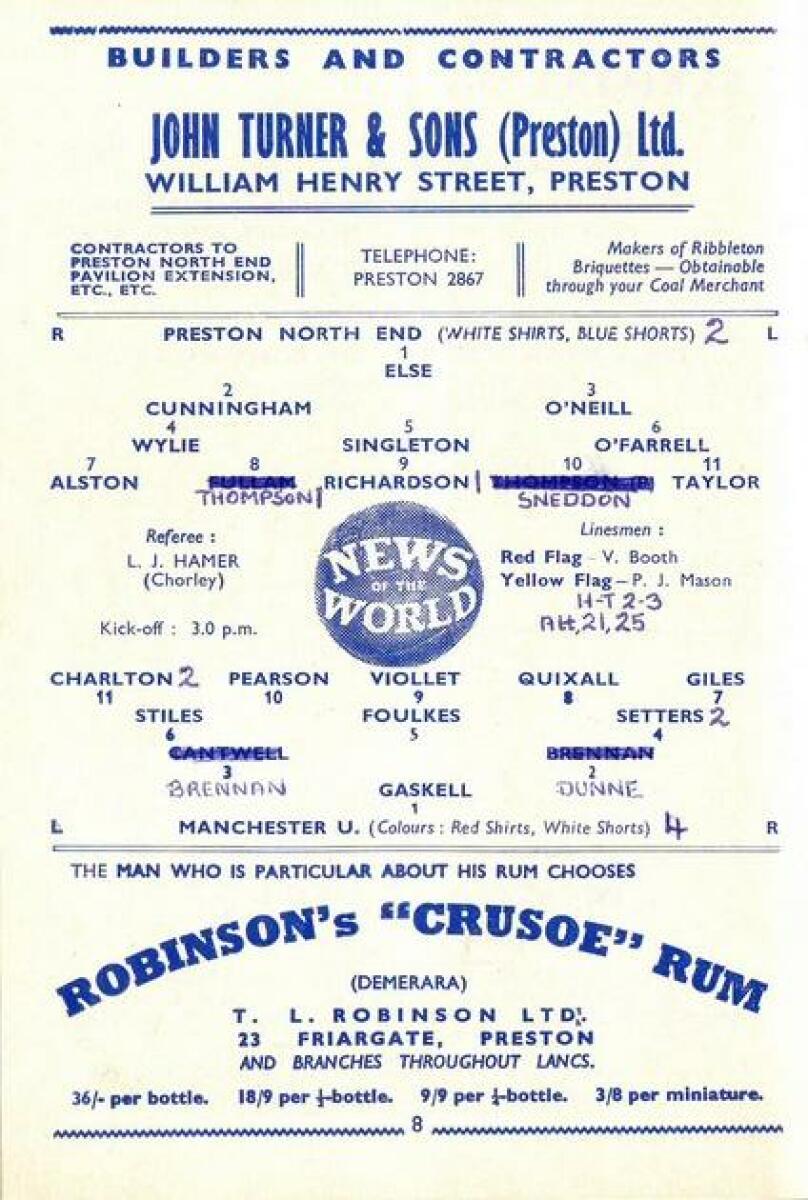 BUILDERS AND CONTRACTORS
JOHN TURNER & SONS (Preston) Ltd.
WILLIAM HENRY STREET, PRESTON
CONTRACTORS TO
PRESTON NORTH END
PAVILION EXTENSION,
ETC., ETC.
TELEPHONE:
PRESTON 2867
Makers of Ribbleton
Briquettes — Obtainable
through your Coal Merchant
R PRESTON NORTH END (WHITE SHIRTS, BLUE SHORTS) 2 L
1
ELSE
2 3
CUNNINGHAM O'NEILL
4 5 6
WYLIE SINGLETON O'FARRELL
7 8 9 10 11
ALSTON FULLAM RICHARDSON 1 THOMPSON (P) TAYLOR
THOMPSON 1 SNEDDON
Referee :
L. J. HAMER
(Chorley)
Kick-off : 3.0 p.m.
NEWS
OF THE
WORLD
Linesmen :
Red Flag - V. Booth
Yellow Flag — P. J. Mason
H-T 2-3
Att, 21,25
CHARLTON 2 PEARSON VIOLLET QUIXALL GILES
11 10 9 8 7
STILES FOULKES SETTERS 2
6 5 4
CANTWELL BRENNAN
3 2
BRENNAN GASKELL DUNNE
1
L MANCHESTER U. (Colours : Red Shirts, White Shorts) 4 R
THE MAN WHO IS PARTICULAR ABOUT HIS RUM CHOOSES
ROBINSON's "CRUSOE" RUM
(DEMERARA)
T. L. ROBINSON LTD.
23 FRIARGATE, PRESTON
AND BRANCHES THROUGHOUT LANCS.
36/- per bottle. 18/9 per ½-bottle. 9/9 per ¼-bottle. 3/8 per miniature.
8